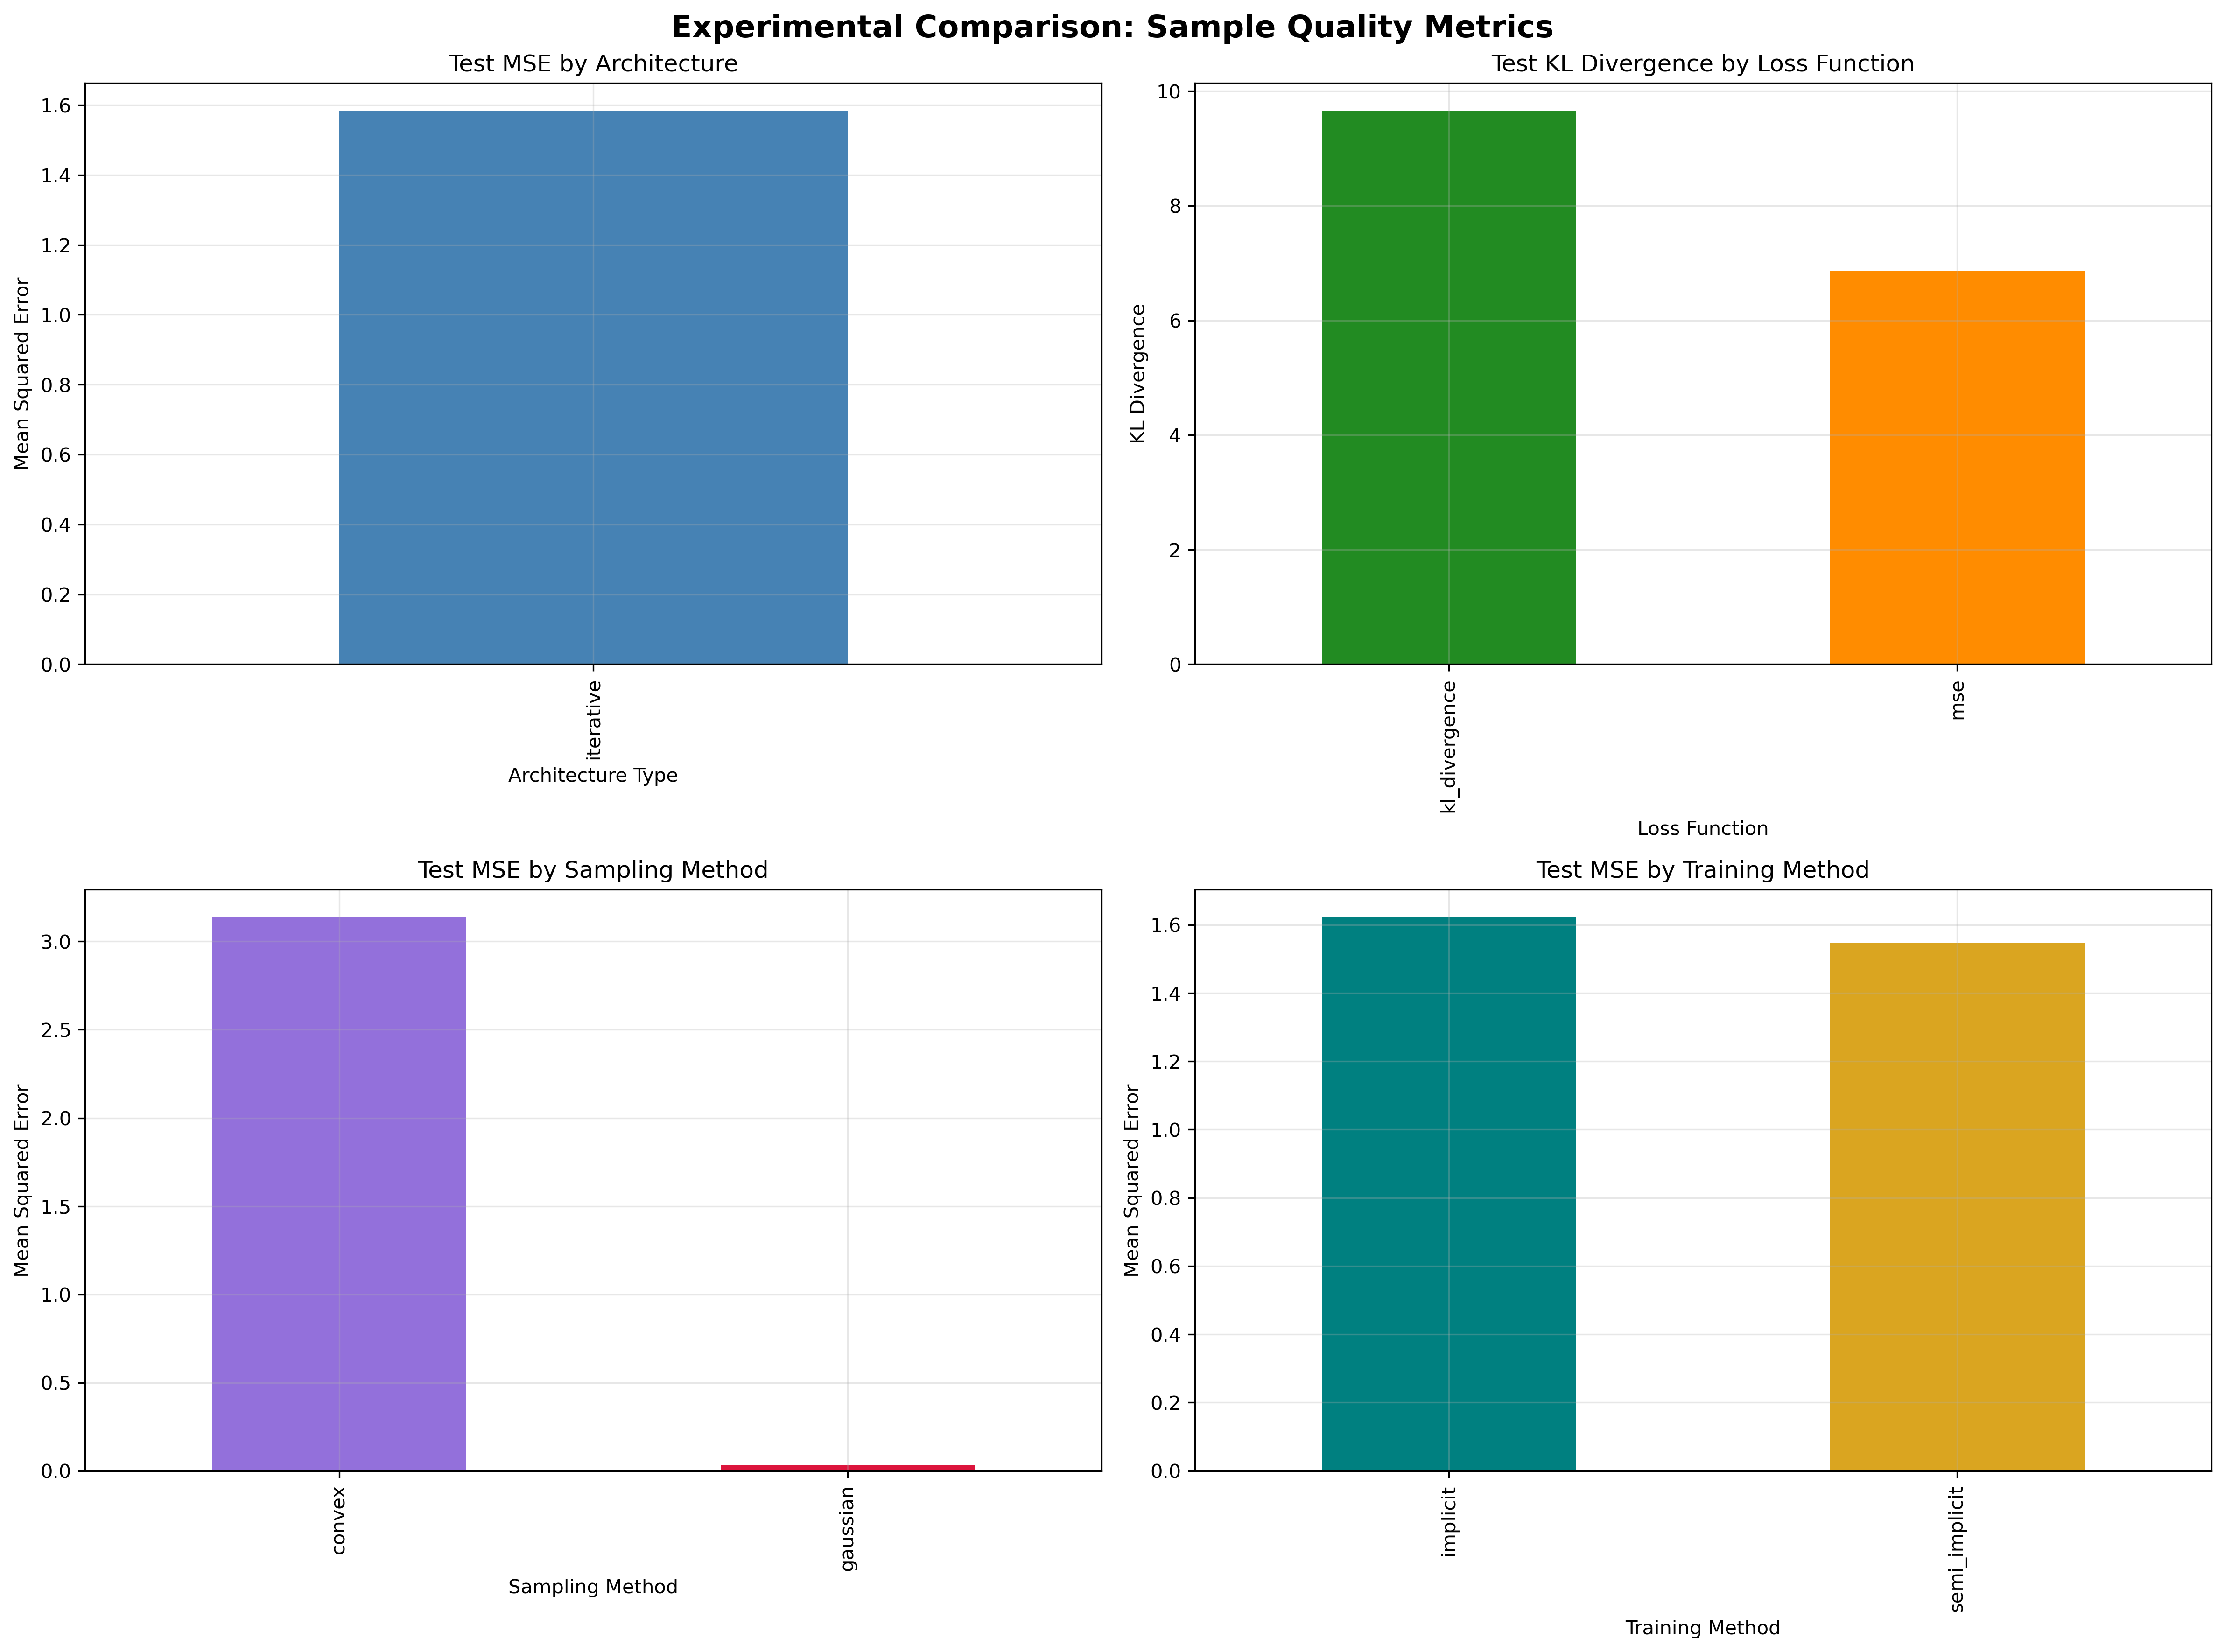 Experimental Comparison: Sample Quality Metrics
Test MSE by Architecture
Mean Squared Error
1.6
1.4
1.2
1.0
0.8
0.6
0.4
0.2
0.0
iterative
Architecture Type
Test KL Divergence by Loss Function
KL Divergence
10
8
6
4
2
0
kl_divergence
mse
Loss Function
Test MSE by Sampling Method
Mean Squared Error
3.0
2.5
2.0
1.5
1.0
0.5
0.0
convex
gaussian
Sampling Method
Test MSE by Training Method
Mean Squared Error
1.6
1.4
1.2
1.0
0.8
0.6
0.4
0.2
0.0
implicit
semi_implicit
Training Method